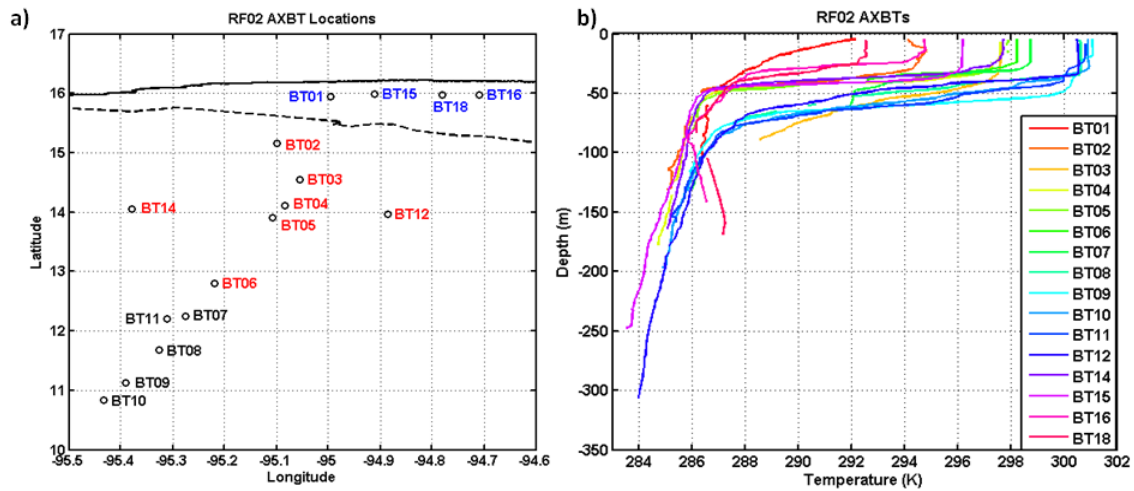 a)
RF02 AXBT Locations
17
16
15
14
13
12
11
10
Latitude
BT01
BT15
BT18
BT16
BT02
BT03
BT04
BT05
BT14
BT12
BT06
BT11
BT07
BT08
BT09
BT10
-95.5
-95.4
-95.3
-95.2
-95.1
-95
-94.9
-94.8
-94.7
-94.6
Longitude
b)
RF02 AXBTs
0
-50
-100
-150
-200
-250
-300
-350
Depth (m)
BT01
BT02
BT03
BT04
BT05
BT06
BT07
BT08
BT09
BT10
BT11
BT12
BT14
BT15
BT16
BT18
284
286
288
290
292
294
296
298
300
302
Temperature (K)